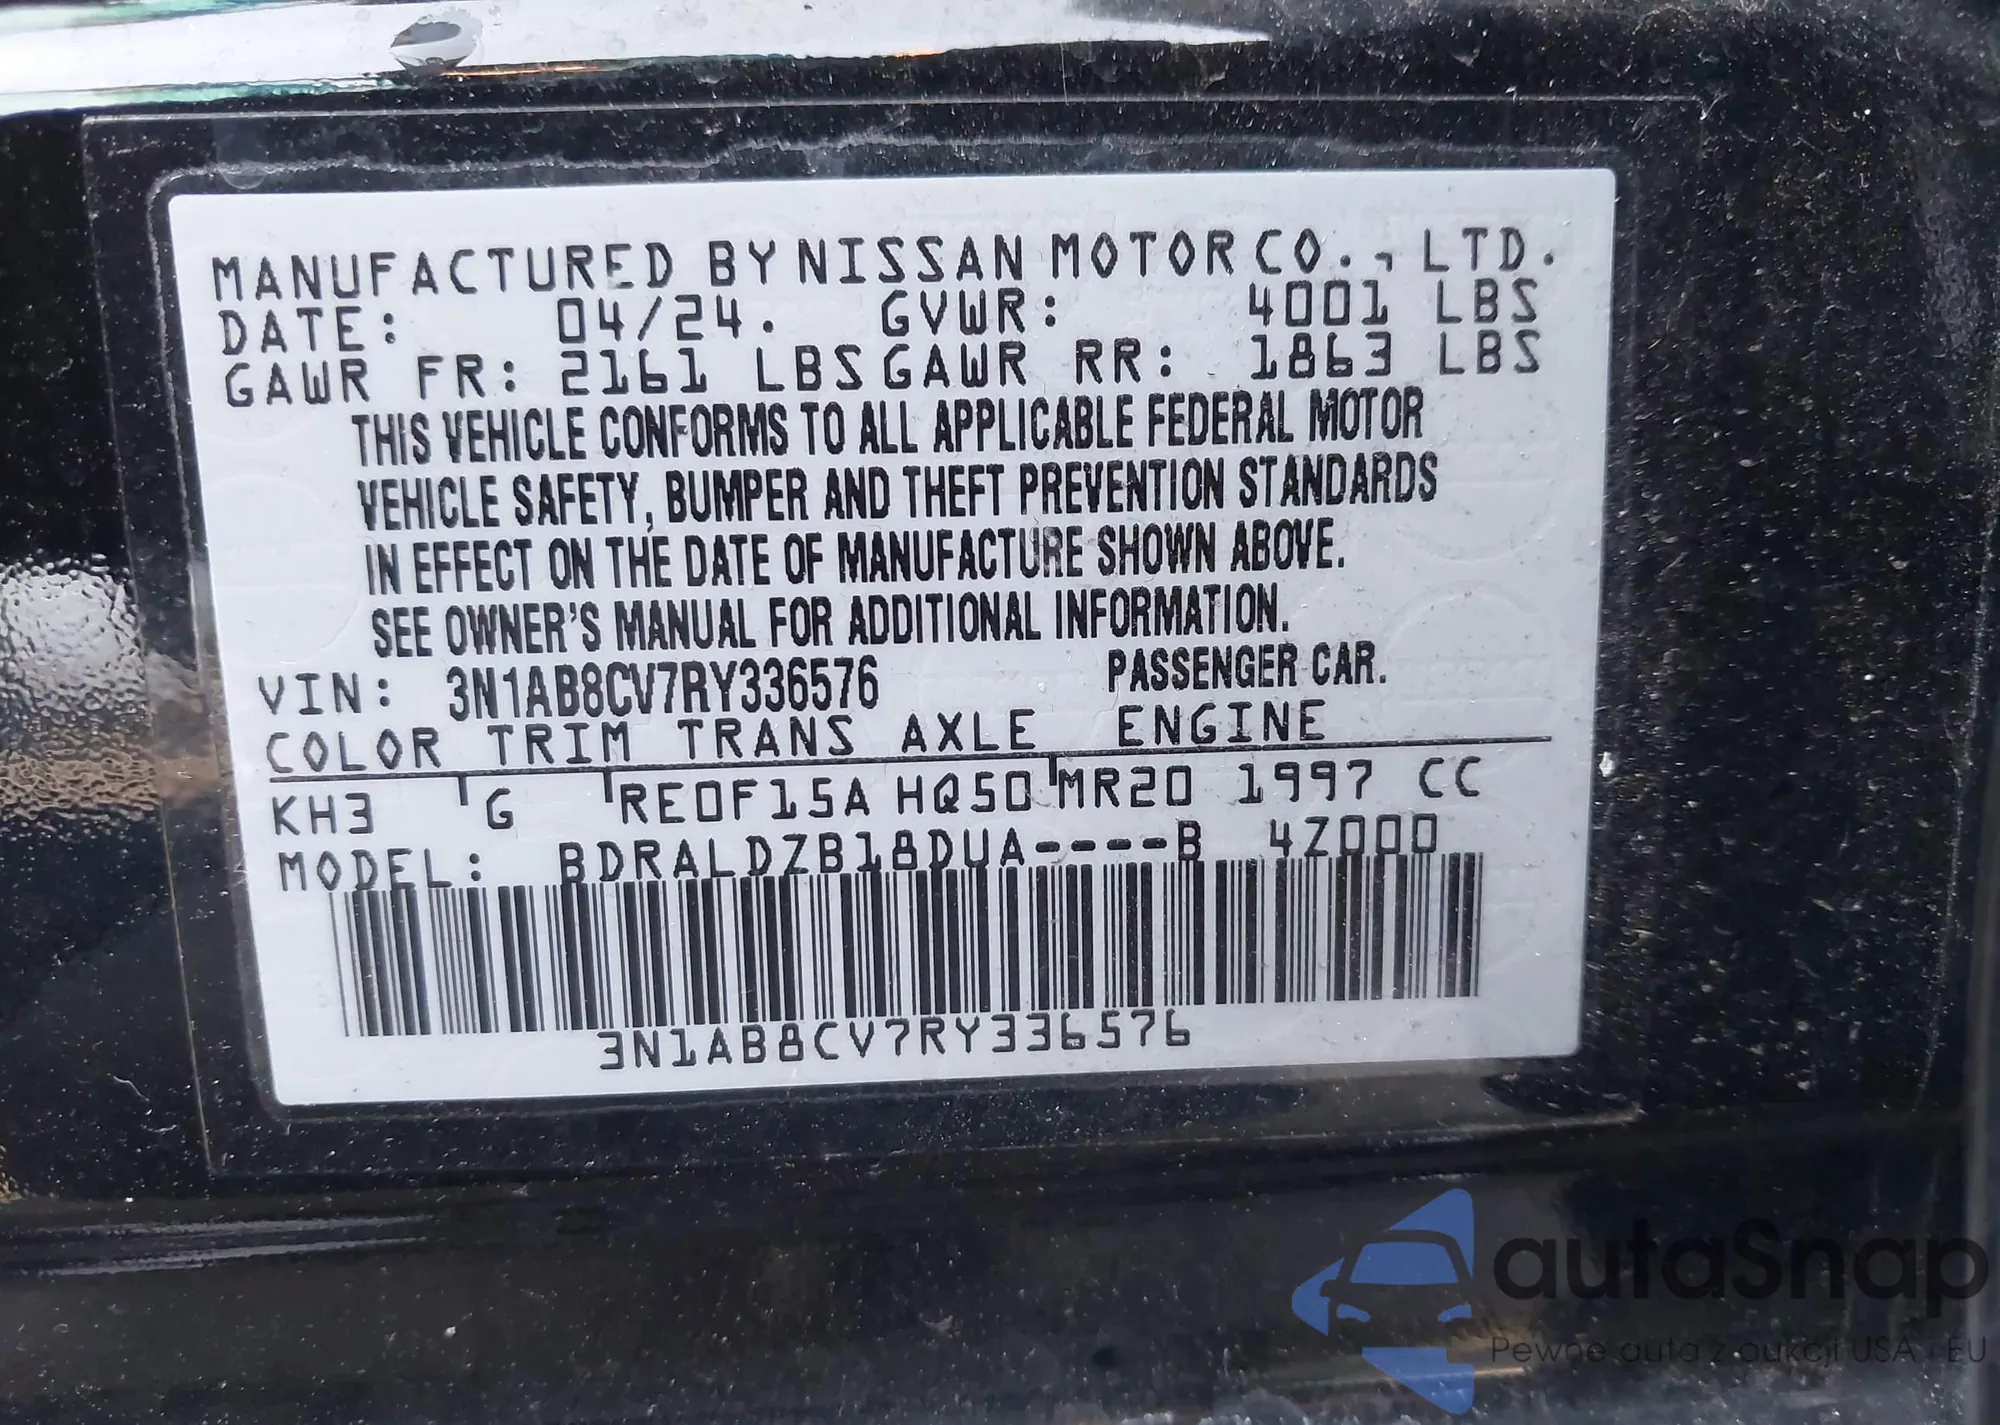 MANUFACTURED BY NISSAN MOTOR CO., LTD.
DATE: 04/24. GVWR: 4001 LBS
GAWR FR: 2161 LBS GAWR RR: 1863 LBS
THIS VEHICLE CONFORMS TO ALL APPLICABLE FEDERAL MOTOR
VEHICLE SAFETY, BUMPER AND THEFT PREVENTION STANDARDS
IN EFFECT ON THE DATE OF MANUFACTURE SHOWN ABOVE.
SEE OWNER'S MANUAL FOR ADDITIONAL INFORMATION.
VIN: 3N1AB8CV7RY336576 PASSENGER CAR.
COLOR TRIM TRANS AXLE ENGINE
KH3 G RE0F15A HQ50 MR20 1997 CC
MODEL: BDRALDZB18DUA----B 4Z000
3N1AB8CV7RY336576
autaSnap
Pewne auta z aukcji USA i EU